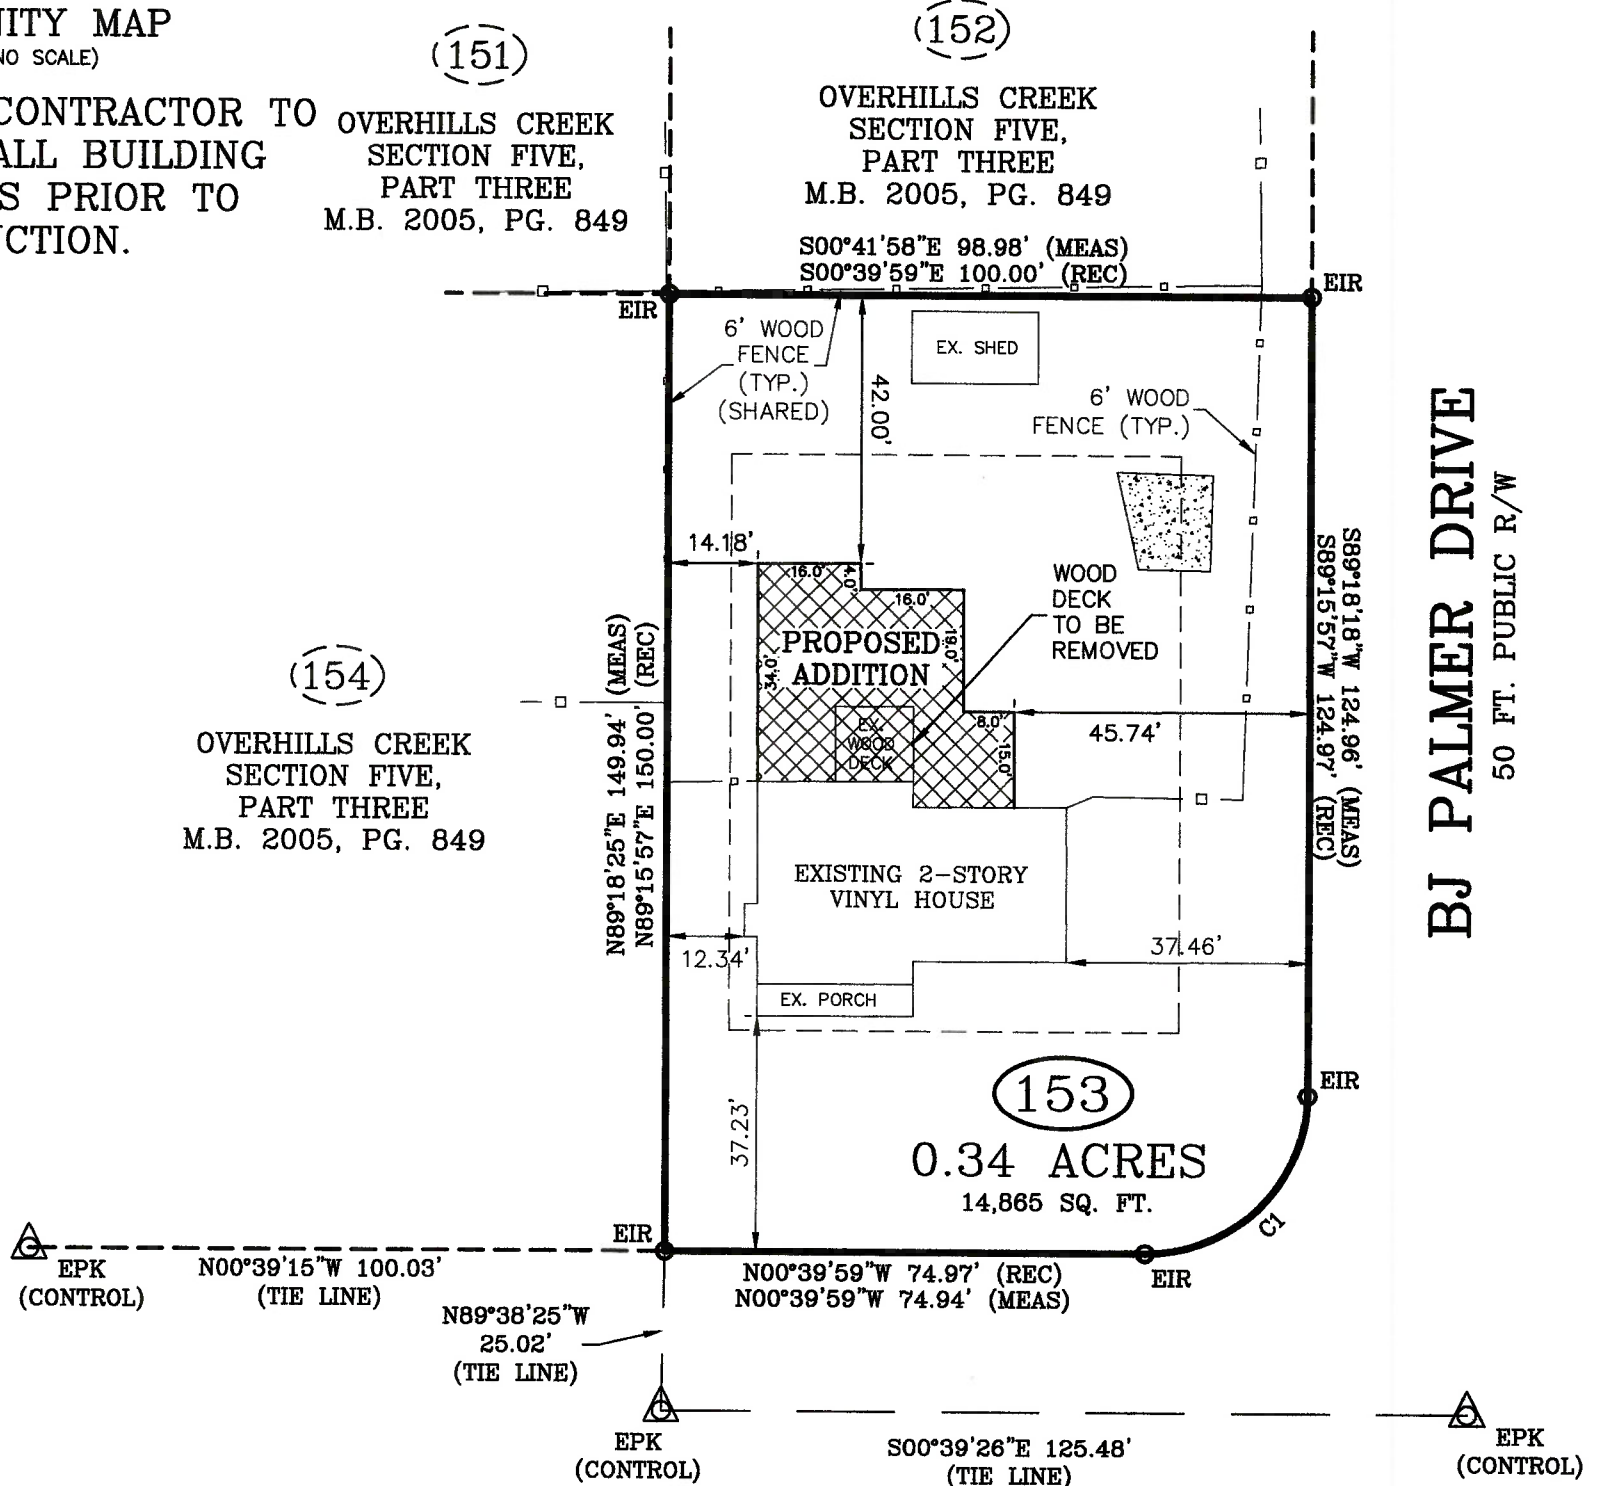 NITY MAP
NO SCALE)
CONTRACTOR TO
ALL BUILDING
S PRIOR TO
CTION.
151
OVERHILLS CREEK
SECTION FIVE,
PART THREE
M.B. 2005, PG. 849
152
OVERHILLS CREEK
SECTION FIVE,
PART THREE
M.B. 2005, PG. 849
S00°41'58"E 98.98' (MEAS)
S00°39'59"E 100.00' (REC)
EIR
EIR
6' WOOD
FENCE
(TYP.)
(SHARED)
42.00'
EX. SHED
6' WOOD
FENCE (TYP.)
14.18'
16.0'
4.0'
16.0'
19.0'
34.0'
PROPOSED
ADDITION
WOOD
DECK
TO BE
REMOVED
EX.
WOOD
DECK
8.0'
15.0'
45.74'
S89°18'18"W 124.96' (MEAS)
S89°15'57"W 124.97' (REC)
BJ PALMER DRIVE
50 FT. PUBLIC R/W
154
OVERHILLS CREEK
SECTION FIVE,
PART THREE
M.B. 2005, PG. 849
N89°18'25"E 149.94' (MEAS)
N89°15'57"E 150.00' (REC)
EXISTING 2-STORY
VINYL HOUSE
12.34'
37.46'
EX. PORCH
37.23'
153
0.34 ACRES
14,865 SQ. FT.
EIR
C1
EIR
EIR
EPK
(CONTROL)
N00°39'15"W 100.03'
(TIE LINE)
N00°39'59"W 74.97' (REC)
N00°39'59"W 74.94' (MEAS)
N89°38'25"W
25.02'
(TIE LINE)
EPK
(CONTROL)
S00°39'26"E 125.48'
(TIE LINE)
EPK
(CONTROL)